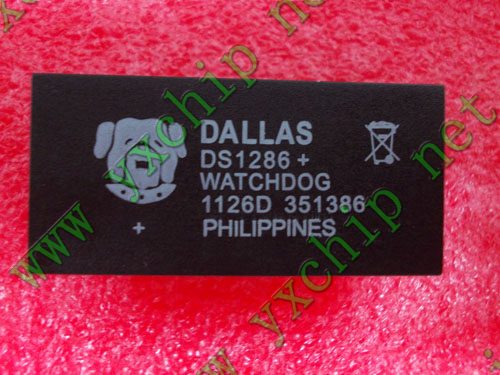 DALLAS
DS1286 +
WATCHDOG
1126D 351386
+ PHILIPPINES
www.yxchip.net
www.yxchip.net